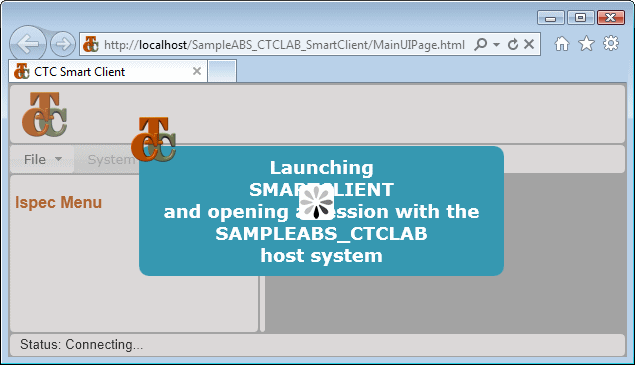 http://localhost/SampleABS_CTCLAB_SmartClient/MainUIPage.html
CTC Smart Client
File System
Launching
SMARTCLIENT
and opening a session with the
SAMPLEABS_CTCLAB
host system
Ispec Menu
Status: Connecting...